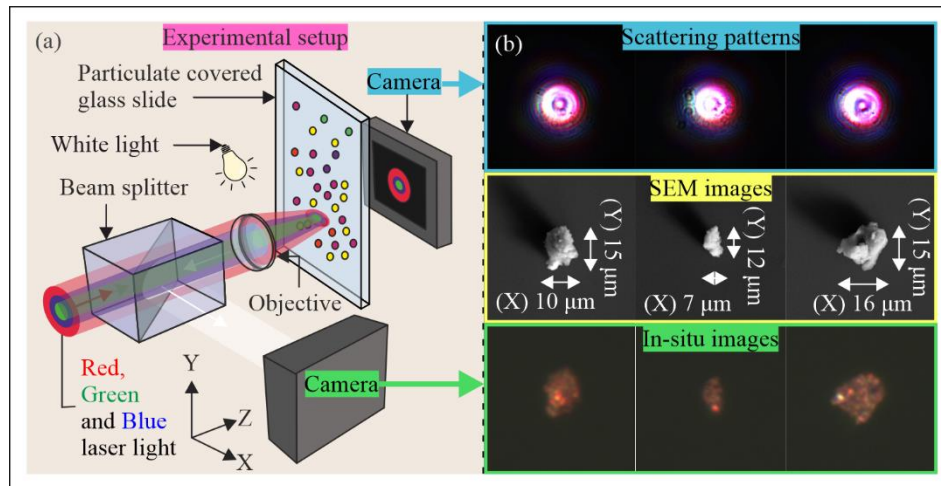 (a)
Experimental setup
Particulate covered
glass slide
Camera
White light
Beam splitter
Objective
Camera
Red,
Green
and Blue
laser light
Y
Z
X
(b)
Scattering patterns
SEM images
(Y) 15 μm
(X) 10 μm
(Y) 12 μm
(X) 7 μm
(Y) 15 μm
(X) 16 μm
In-situ images